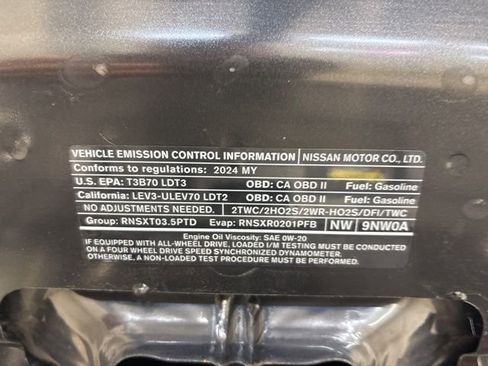 VEHICLE EMISSION CONTROL INFORMATION NISSAN MOTOR CO., LTD.
Conforms to regulations: 2024 MY
U.S. EPA: T3B70 LDT3 OBD: CA OBD II Fuel: Gasoline
California: LEV3-ULEV70 LDT2 OBD: CA OBD II Fuel: Gasoline
NO ADJUSTMENTS NEEDED. 2TWC/2HO2S/2WR-HO2S/DFI/TWC
Group: RNSXT03.5PTD Evap: RNSXR0201PFB NW 9NW0A
Engine Oil Viscosity: SAE 0W-20
IF EQUIPPED WITH ALL-WHEEL DRIVE, LOADED I/M TESTING MUST BE CONDUCTED
ON A FOUR WHEEL DRIVE SPEED SYNCHRONIZED DYNAMOMETER.
OTHERWISE, A NON-LOADED TEST PROCEDURE MUST BE PERFORMED.